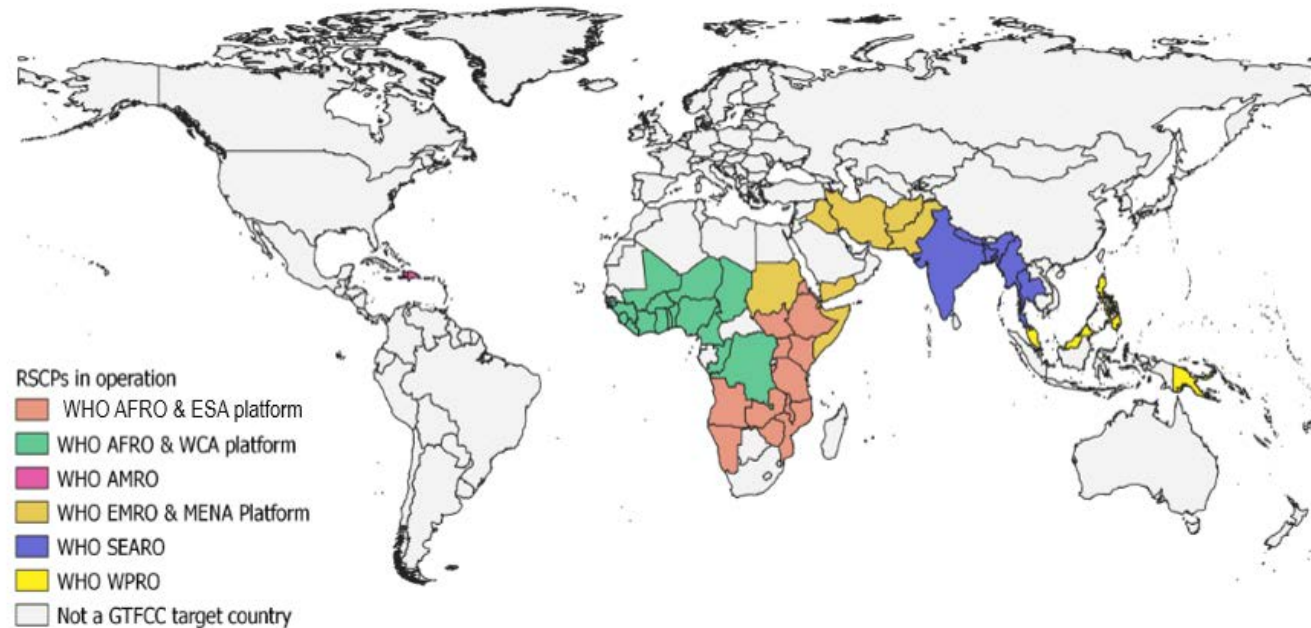 RSCPs in operation
WHO AFRO & ESA platform
WHO AFRO & WCA platform
WHO AMRO
WHO EMRO & MENA Platform
WHO SEARO
WHO WPRO
Not a GTFCC target country